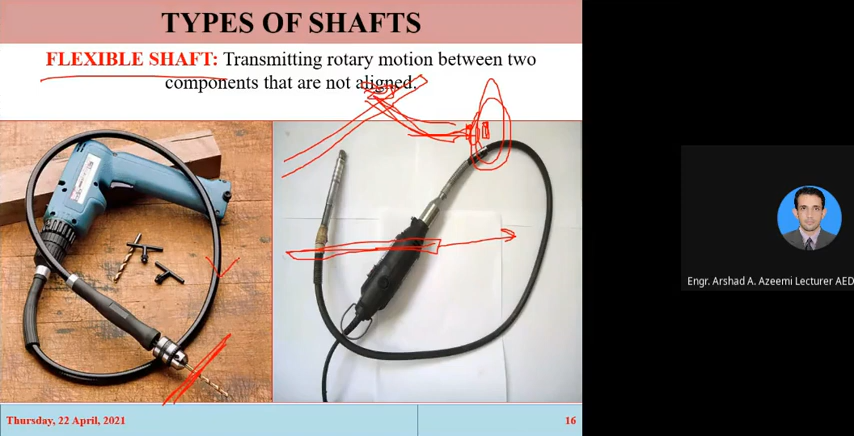 TYPES OF SHAFTS
FLEXIBLE SHAFT: Transmitting rotary motion between two
components that are not aligned.
Engr. Arshad A. Azeemi Lecturer AED
Thursday, 22 April, 2021
16